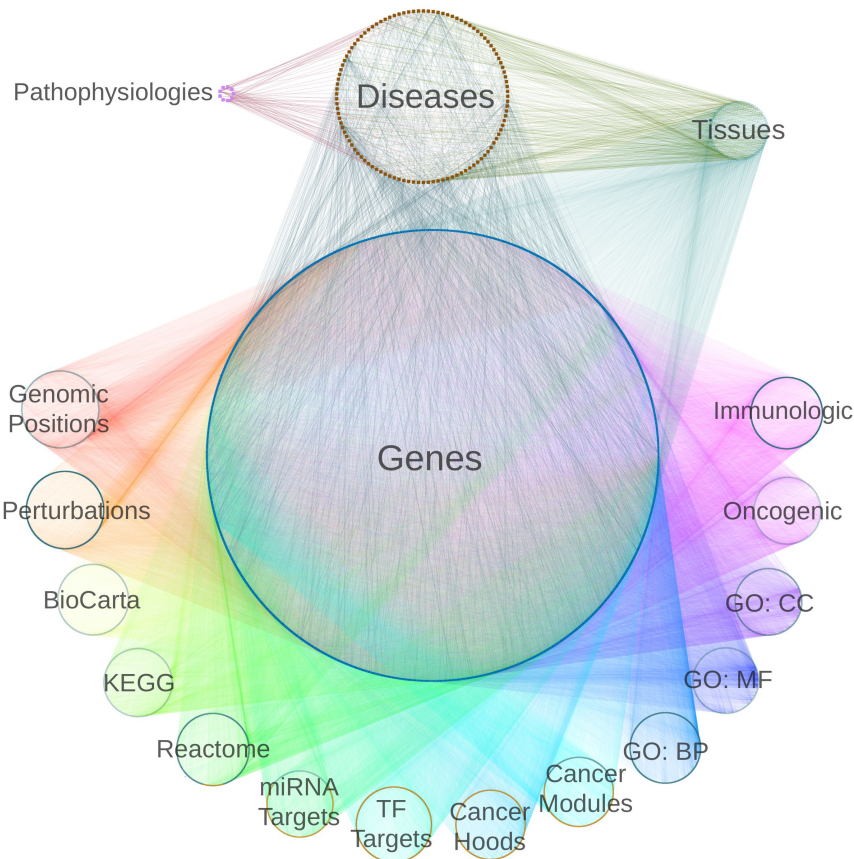 Pathophysiologies
Diseases
Tissues
Genes
Genomic
Positions
Immunologic
Perturbations
Oncogenic
BioCarta
GO: CC
KEGG
GO: MF
Reactome
GO: BP
miRNA
Targets
TF
Targets
Cancer
Hoods
Cancer
Modules